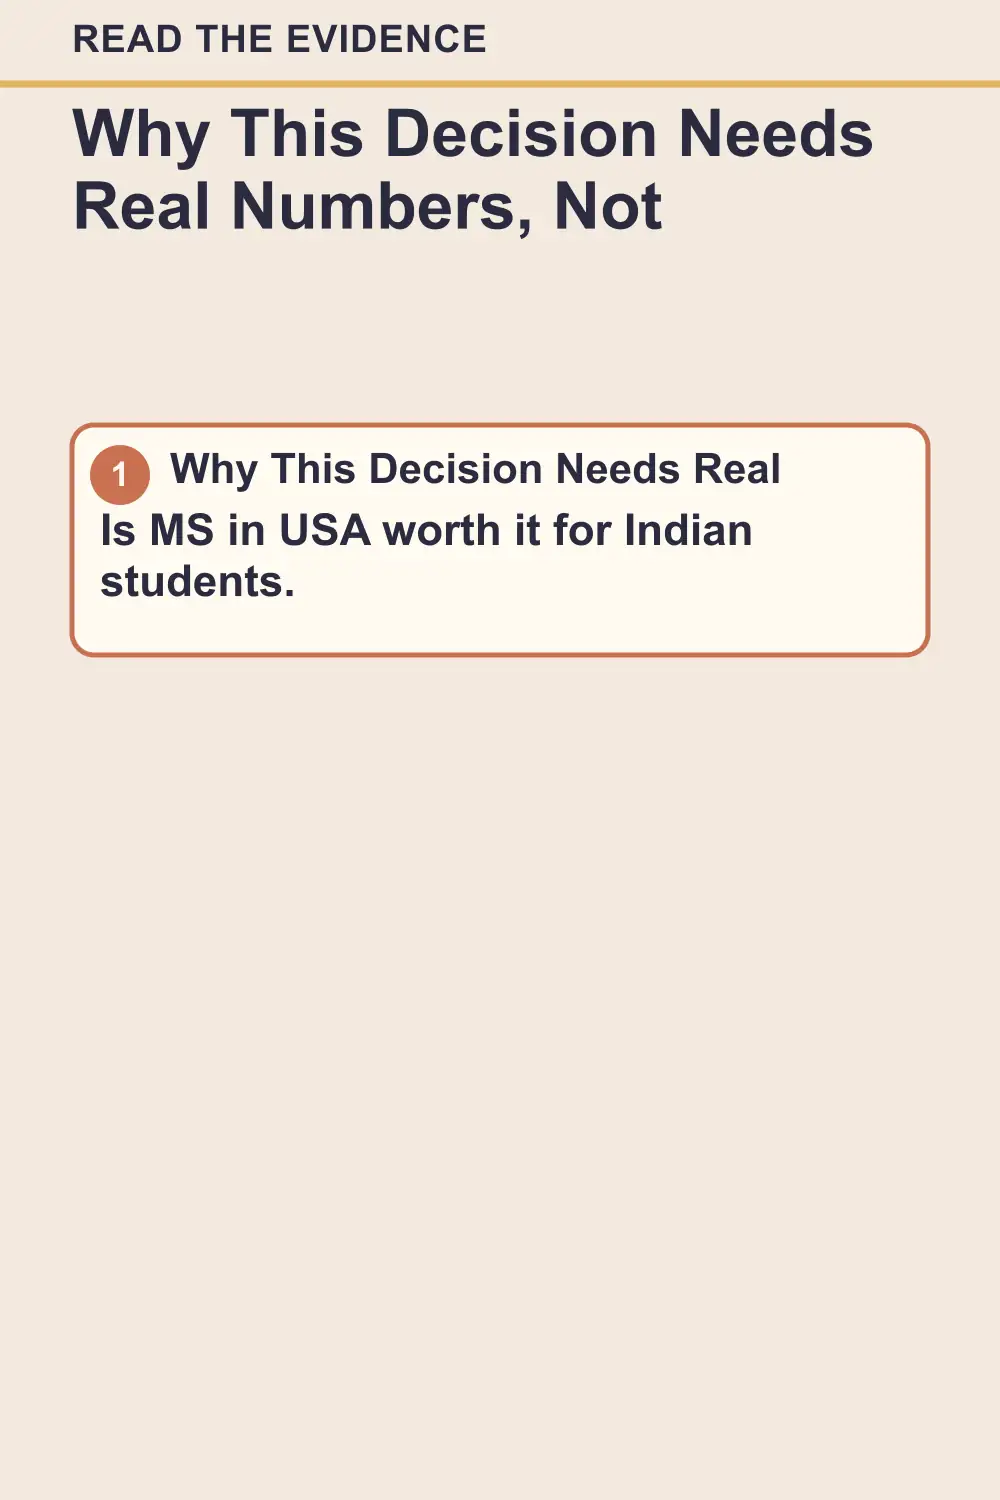 READ THE EVIDENCE
Why This Decision Needs
Real Numbers, Not
1 Why This Decision Needs Real
Is MS in USA worth it for Indian
students.